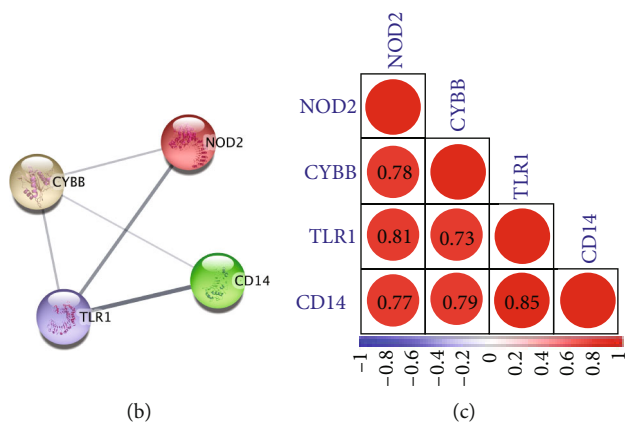 NOD2
CYBB
CD14
TLR1
(b)
NOD2
CYBB
TLR1
CD14
NOD2
CYBB 0.78
TLR1 0.81 0.73
CD14 0.77 0.79 0.85
−1 −0.8 −0.6 −0.4 −0.2 0 0.2 0.4 0.6 0.8 1
(c)